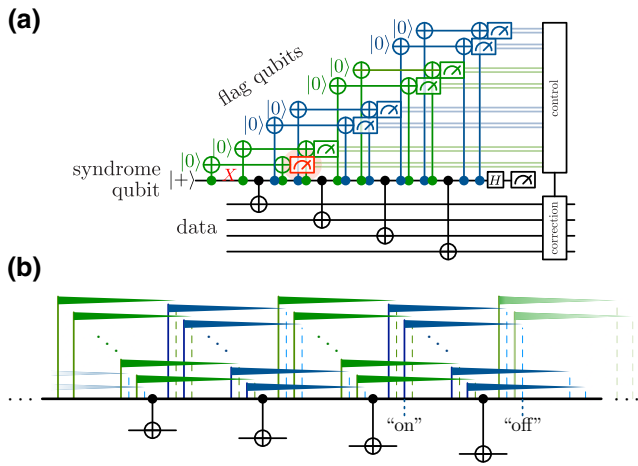 (a)
|0⟩
|0⟩
|0⟩
|0⟩
flag qubits
|0⟩
|0⟩
|0⟩
|0⟩
control
syndrome
qubit
|+⟩
X
H
data
correction
(b)
. . .
. . .
"on"
"off"